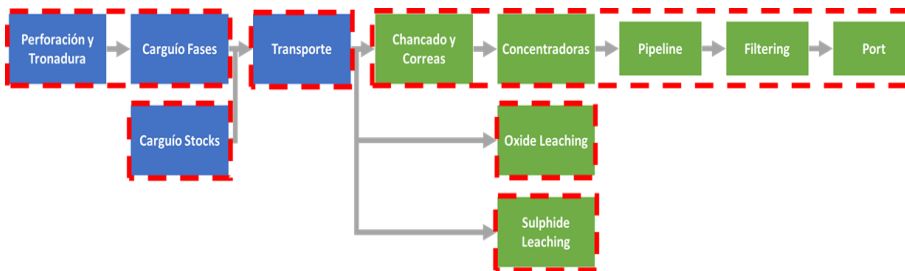 Perforación y
Tronadura
Carguío Fases
Transporte
Chancado y
Correas
Concentradoras
Pipeline
Filtering
Port
Carguío Stocks
Oxide Leaching
Sulphide
Leaching